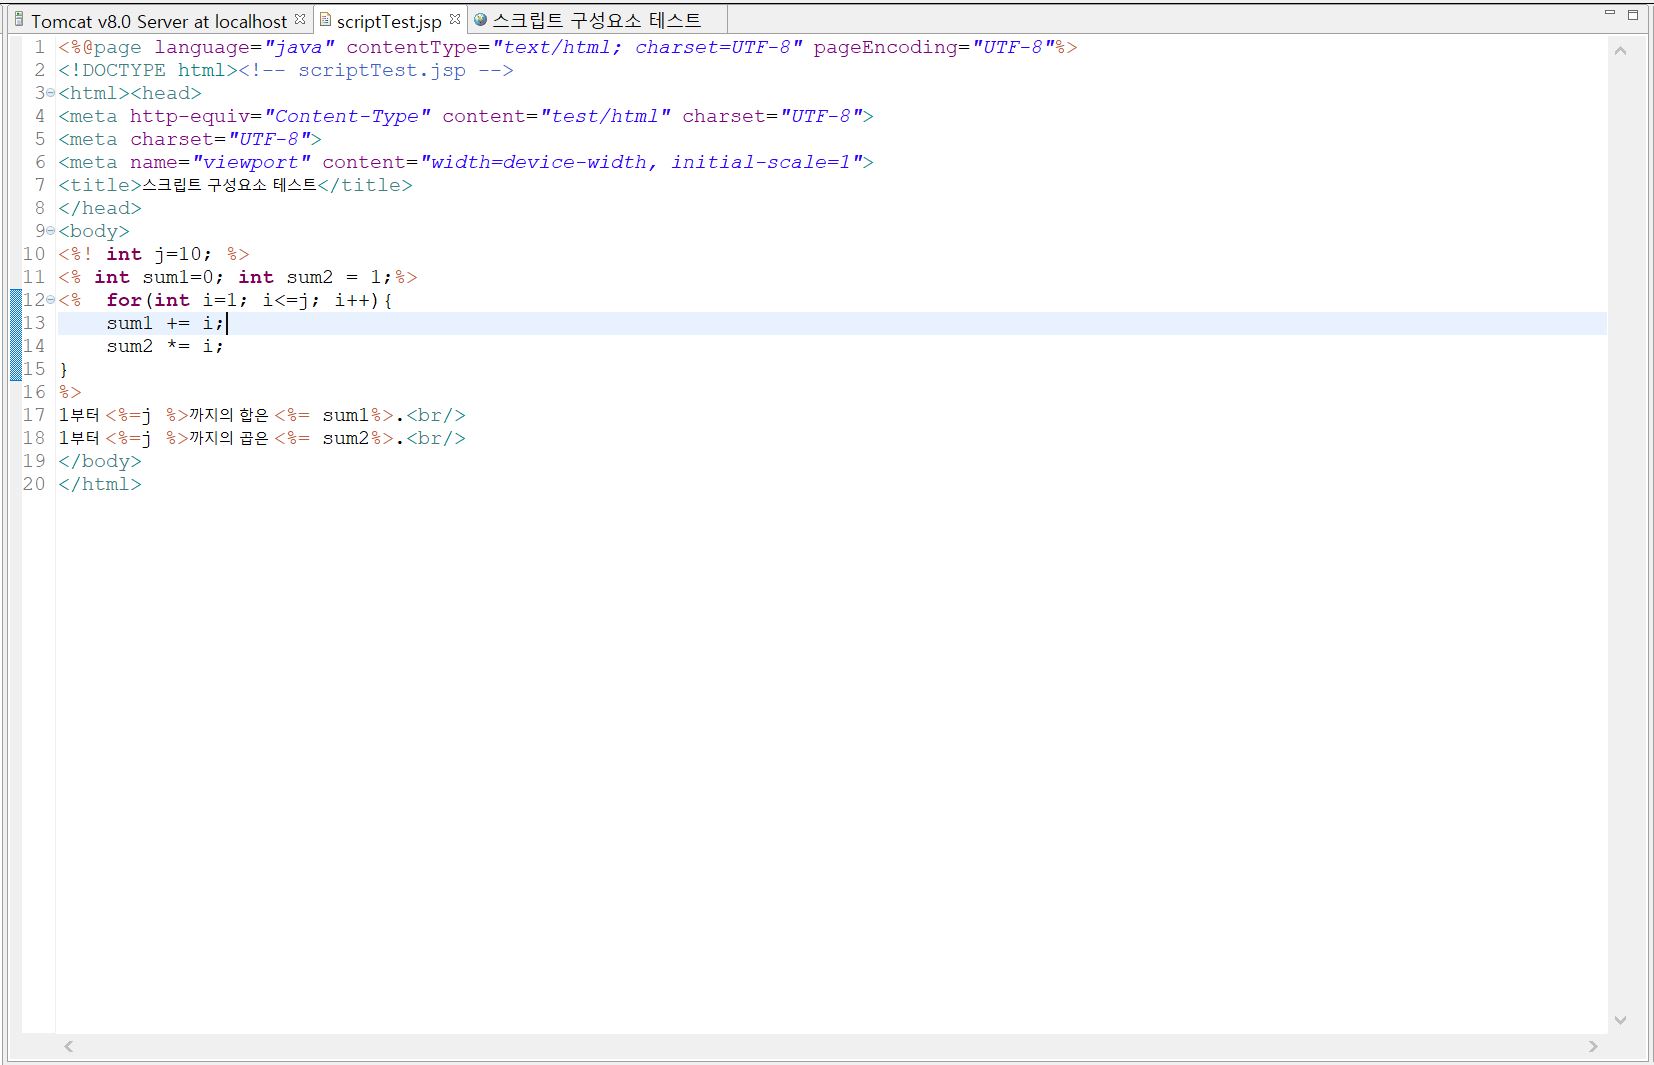 Tomcat v8.0 Server at localhost scriptTest.jsp 스크립트 구성요소 테스트
1 <%@page language="java" contentType="text/html; charset=UTF-8" pageEncoding="UTF-8"%>
2 <!DOCTYPE html><!-- scriptTest.jsp -->
3 <html><head>
4 <meta http-equiv="Content-Type" content="test/html" charset="UTF-8">
5 <meta charset="UTF-8">
6 <meta name="viewport" content="width=device-width, initial-scale=1">
7 <title>스크립트 구성요소 테스트</title>
8 </head>
9 <body>
10 <%! int j=10; %>
11 <% int sum1=0; int sum2 = 1;%>
12 <%  for(int i=1; i<=j; i++){
13     sum1 += i;
14     sum2 *= i;
15 }
16 %>
17 1부터 <%=j %>까지의 합은 <%= sum1%>.<br/>
18 1부터 <%=j %>까지의 곱은 <%= sum2%>.<br/>
19 </body>
20 </html>